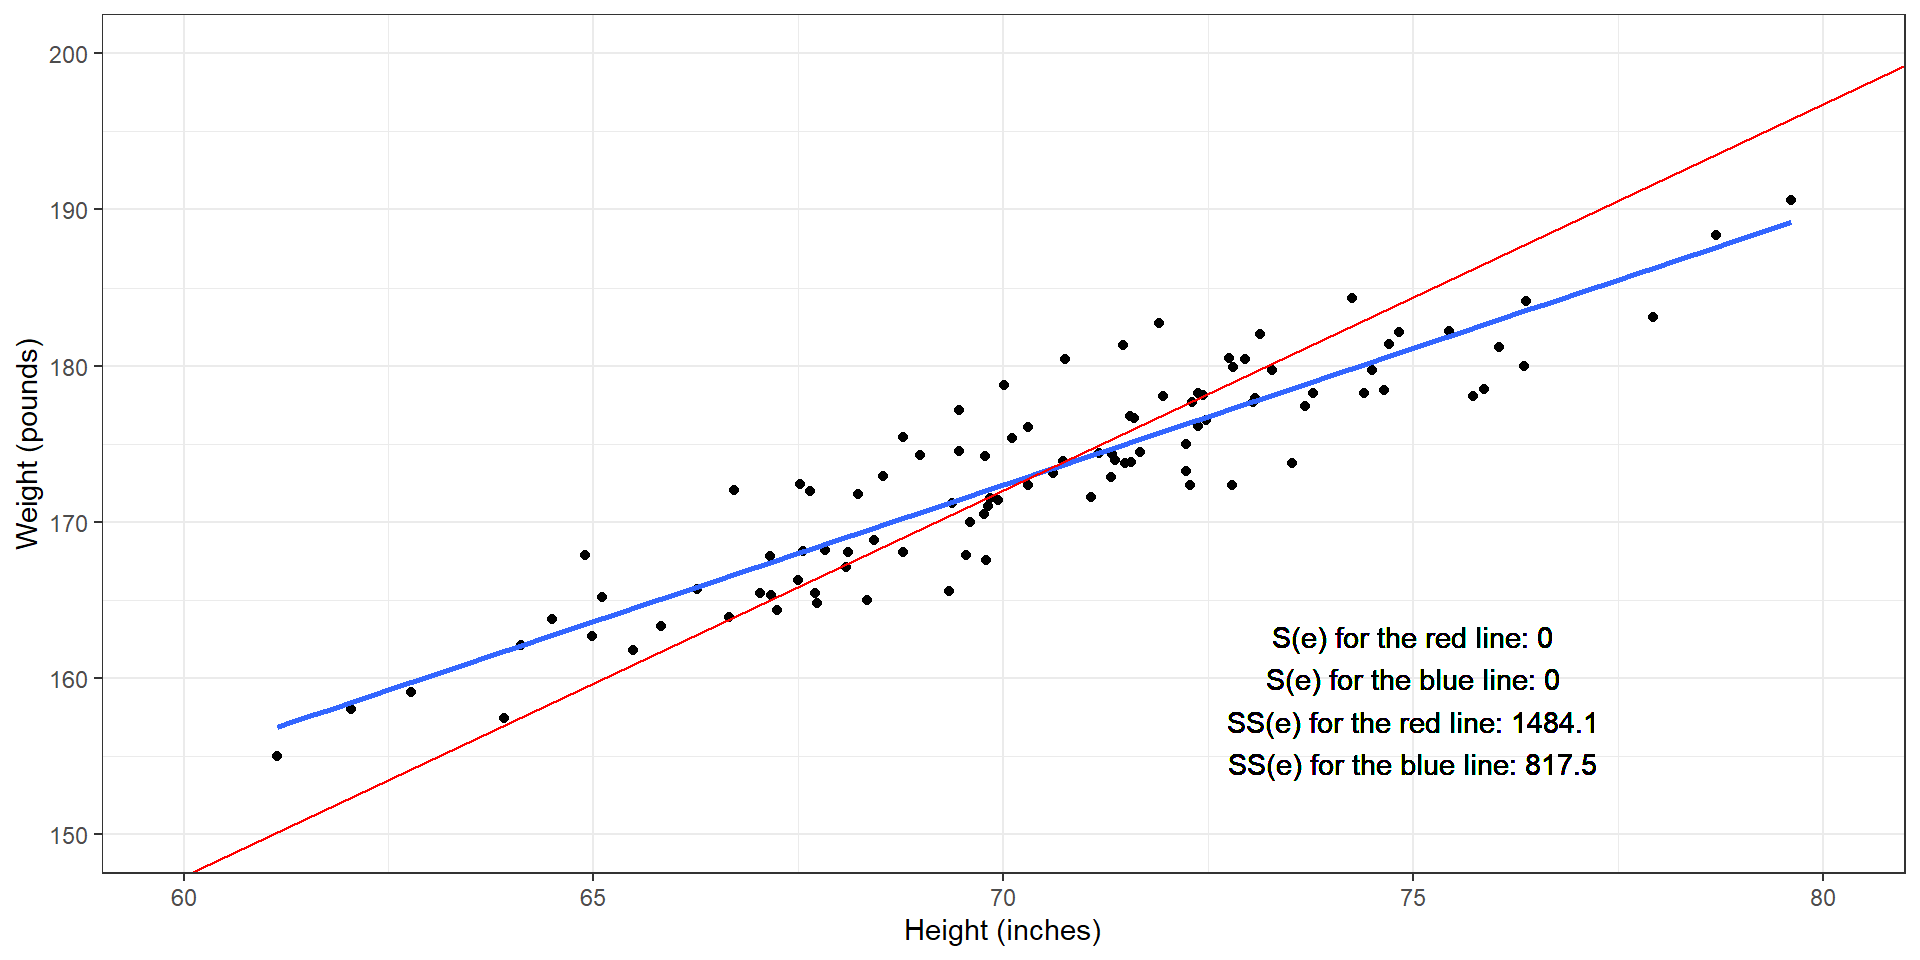 200
190
180
170
160
150
Weight (pounds)
S(e) for the red line: 0
S(e) for the blue line: 0
SS(e) for the red line: 1484.1
SS(e) for the blue line: 817.5
60 65 70 75 80
Height (inches)